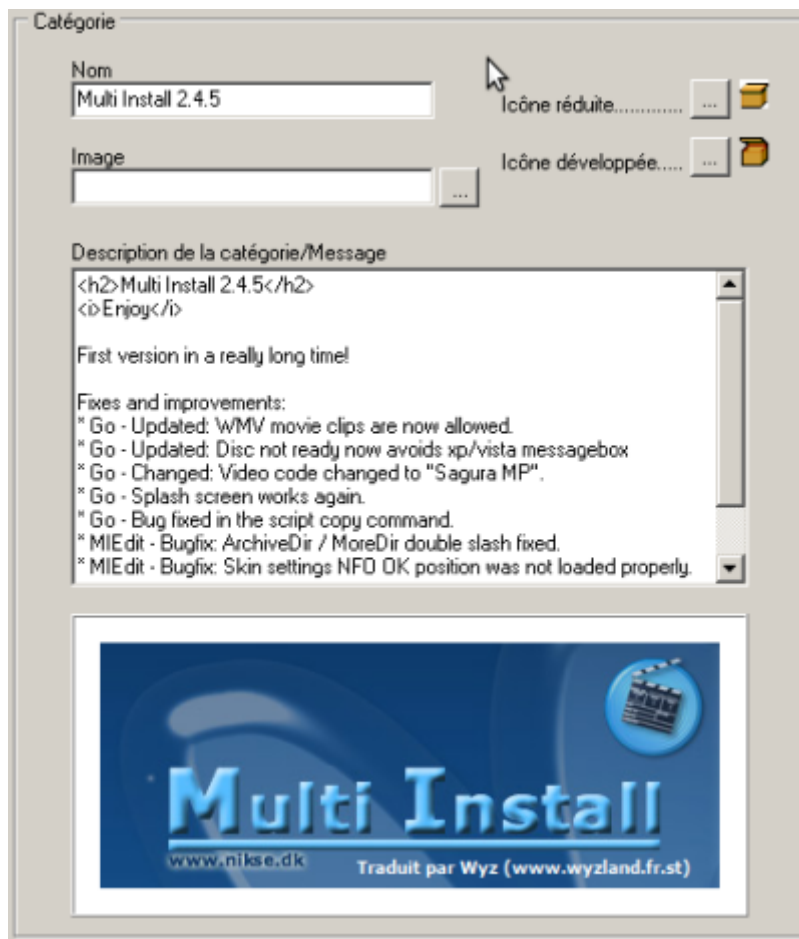 Catégorie
Nom
Multi Install 2.4.5
Icône réduite............. ...
Image
Icône développée..... ...
...
Description de la catégorie/Message
<h2>Multi Install 2.4.5</h2>
<i>Enjoy</i>
First version in a really long time!
Fixes and improvements:
* Go - Updated: WMV movie clips are now allowed.
* Go - Updated: Disc not ready now avoids xp/vista messagebox
* Go - Changed: Video code changed to "Sagura MP".
* Go - Splash screen works again.
* Go - Bug fixed in the script copy command.
* MIEdit - Bugfix: ArchiveDir / MoreDir double slash fixed.
* MIEdit - Bugfix: Skin settings NFO OK position was not loaded properly.
Multi Install
www.nikse.dk
Traduit par Wyz (www.wyzland.fr.st)